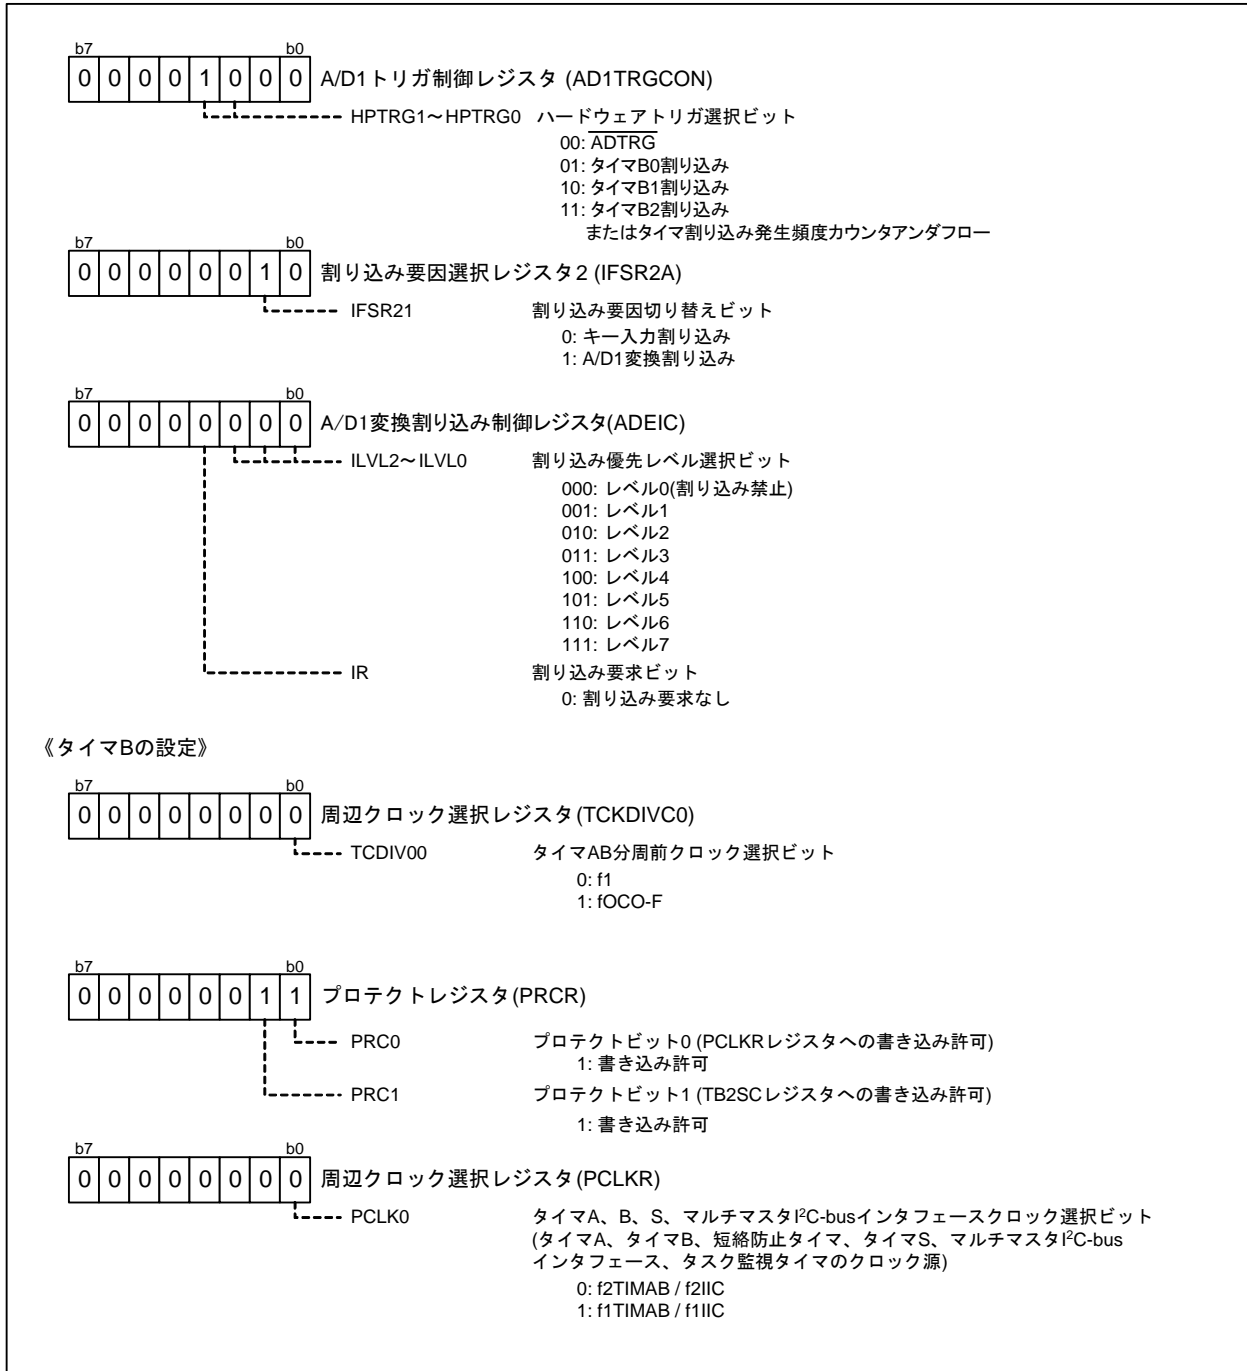 b7 b0
0 0 0 0 1 0 0 0 A/D1トリガ制御レジスタ (AD1TRGCON)
HPTRG1～HPTRG0 ハードウェアトリガ選択ビット
00: ADTRG
01: タイマB0割り込み
10: タイマB1割り込み
11: タイマB2割り込み
またはタイマ割り込み発生頻度カウンタアンダフロー
b7 b0
0 0 0 0 0 0 1 0 割り込み要因選択レジスタ2 (IFSR2A)
IFSR21 割り込み要因切り替えビット
0: キー入力割り込み
1: A/D1変換割り込み
b7 b0
0 0 0 0 0 0 0 0 A/D1変換割り込み制御レジスタ(ADEIC)
ILVL2～ILVL0 割り込み優先レベル選択ビット
000: レベル0(割り込み禁止)
001: レベル1
010: レベル2
011: レベル3
100: レベル4
101: レベル5
110: レベル6
111: レベル7
IR 割り込み要求ビット
0: 割り込み要求なし
《タイマBの設定》
b7 b0
0 0 0 0 0 0 0 0 周辺クロック選択レジスタ(TCKDIVC0)
TCDIV00 タイマAB分周前クロック選択ビット
0: f1
1: fOCO-F
b7 b0
0 0 0 0 0 0 1 1 プロテクトレジスタ(PRCR)
PRC0 プロテクトビット0 (PCLKRレジスタへの書き込み許可)
1: 書き込み許可
PRC1 プロテクトビット1 (TB2SCレジスタへの書き込み許可)
1: 書き込み許可
b7 b0
0 0 0 0 0 0 0 0 周辺クロック選択レジスタ(PCLKR)
PCLK0 タイマA、B、S、マルチマスタI²C-busインタフェースクロック選択ビット
(タイマA、タイマB、短絡防止タイマ、タイマS、マルチマスタI²C-bus
インタフェース、タスク監視タイマのクロック源)
0: f2TIMAB / f2IIC
1: f1TIMAB / f1IIC